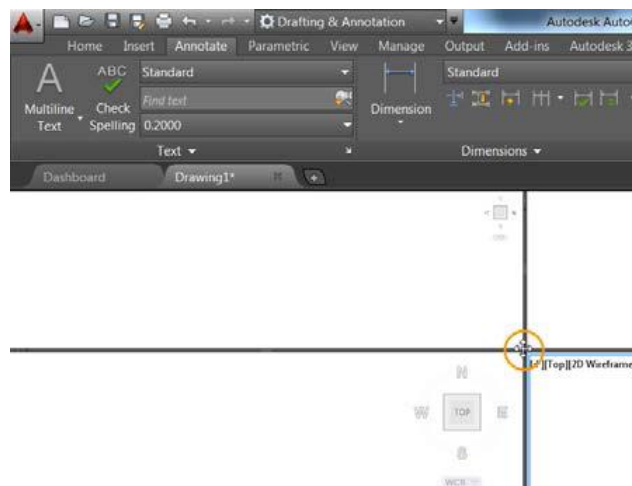 Drafting & Annotation
Autodesk Auto
Home Insert Annotate Parametric View Manage Output Add-ins Autodesk 3
ABC Standard Standard
Find text
Multiline Text
Check Spelling
0.2000
Dimension
Text
Dimensions
Dashboard Drawing1*
[Top][2D Wireframe
N
W TOP E
S
WCS